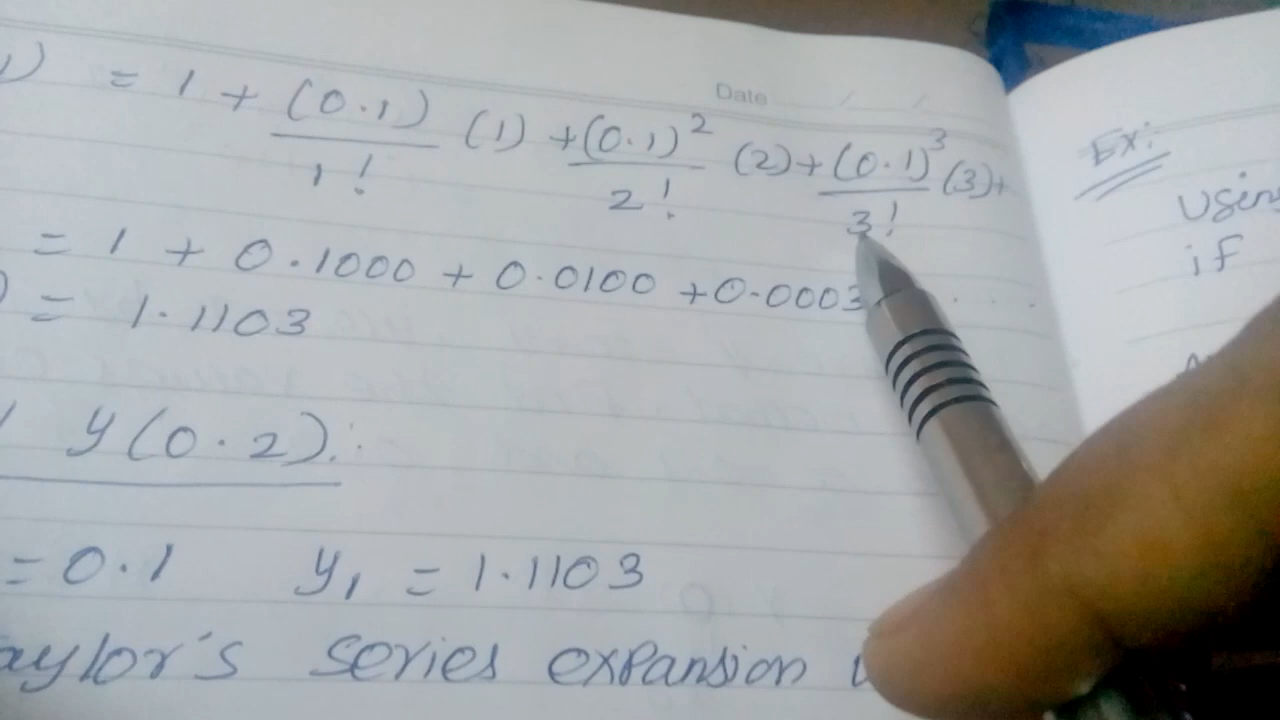 Date / /
) = 1 + (0.1)/1! (1) + (0.1)²/2! (2) + (0.1)³/3! (3) +
= 1 + 0.1000 + 0.0100 + 0.0003 . . . .
) = 1.1103
y(0.2):
= 0.1 y₁ = 1.1103
aylor's series expansion
Ex:
Using
if